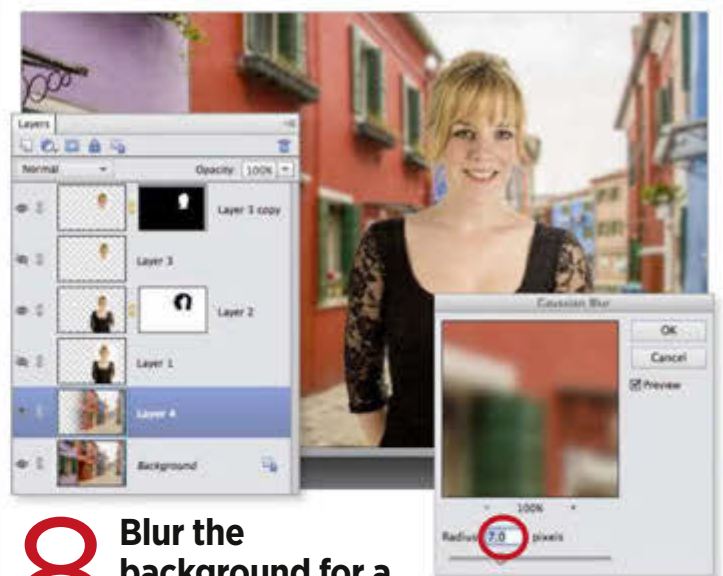 Layers
Normal
Opacity: 100%
Layer 3 copy
Layer 3
Layer 2
Layer 1
Layer 4
Background
Gaussian Blur
OK
Cancel
Preview
- 100% +
Radius: 7.0 pixels
8
Blur the
background for a